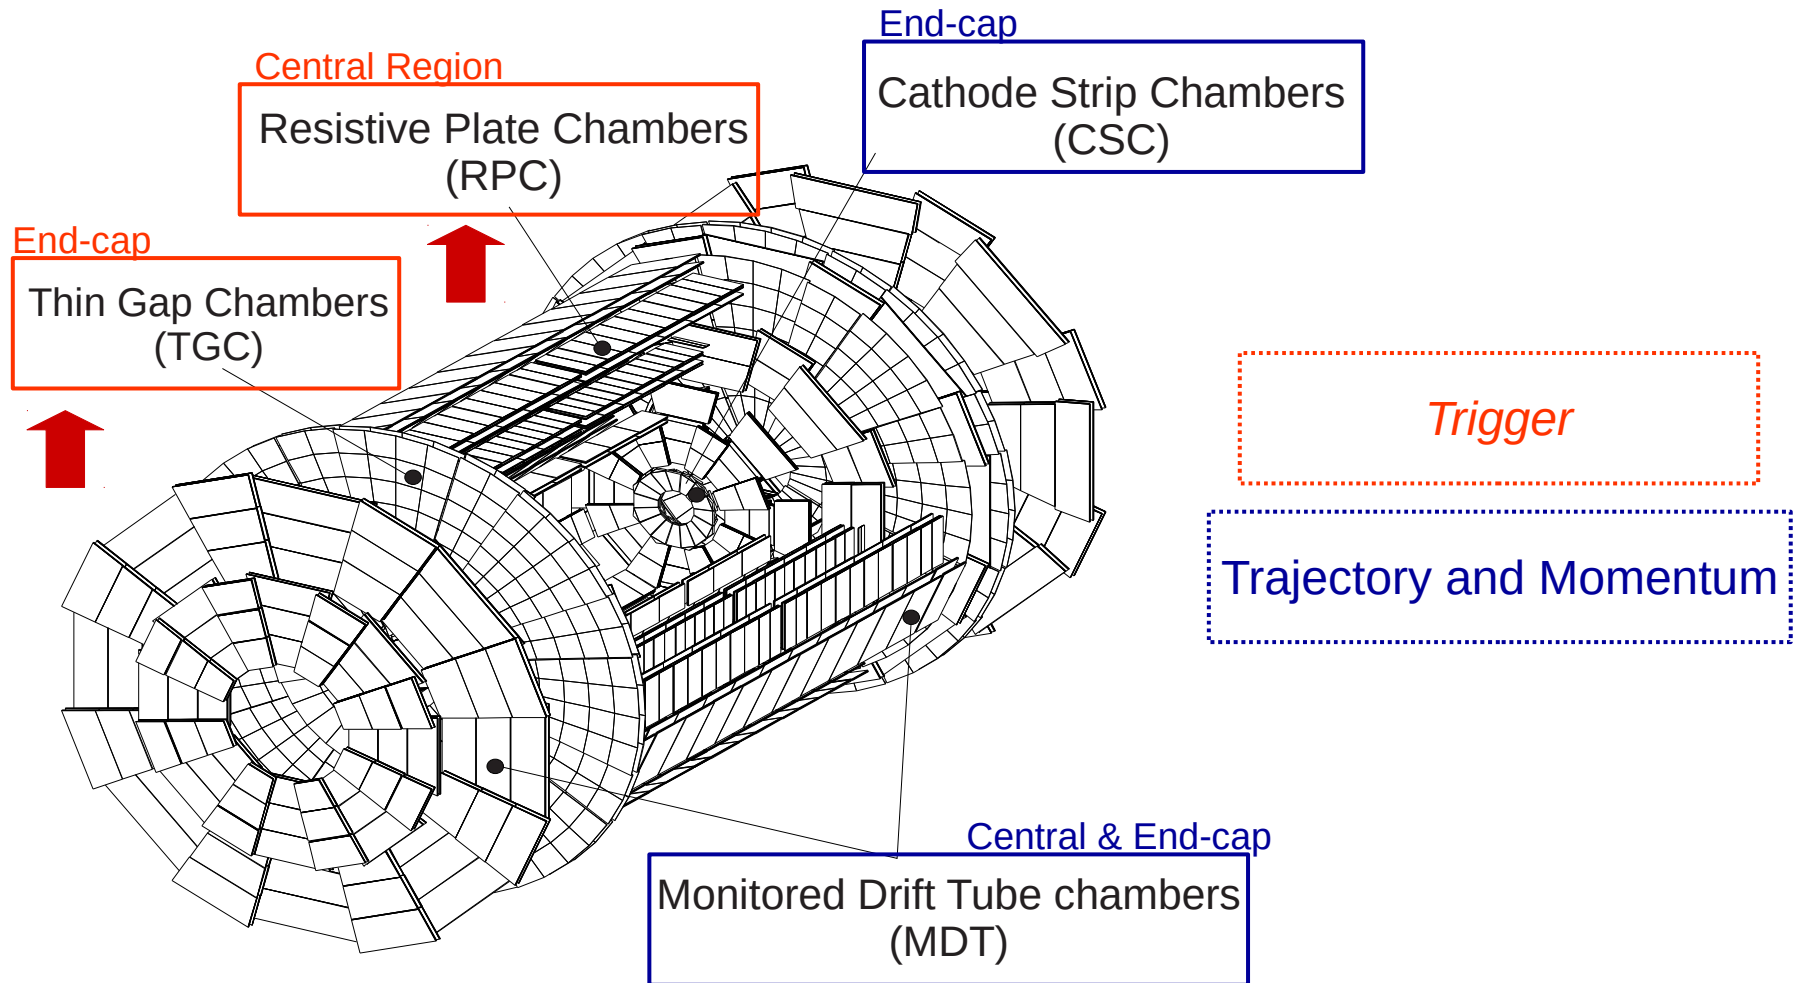 End-cap
Cathode Strip Chambers
(CSC)
Central Region
Resistive Plate Chambers
(RPC)
End-cap
Thin Gap Chambers
(TGC)
Trigger
Trajectory and Momentum
Central & End-cap
Monitored Drift Tube chambers
(MDT)